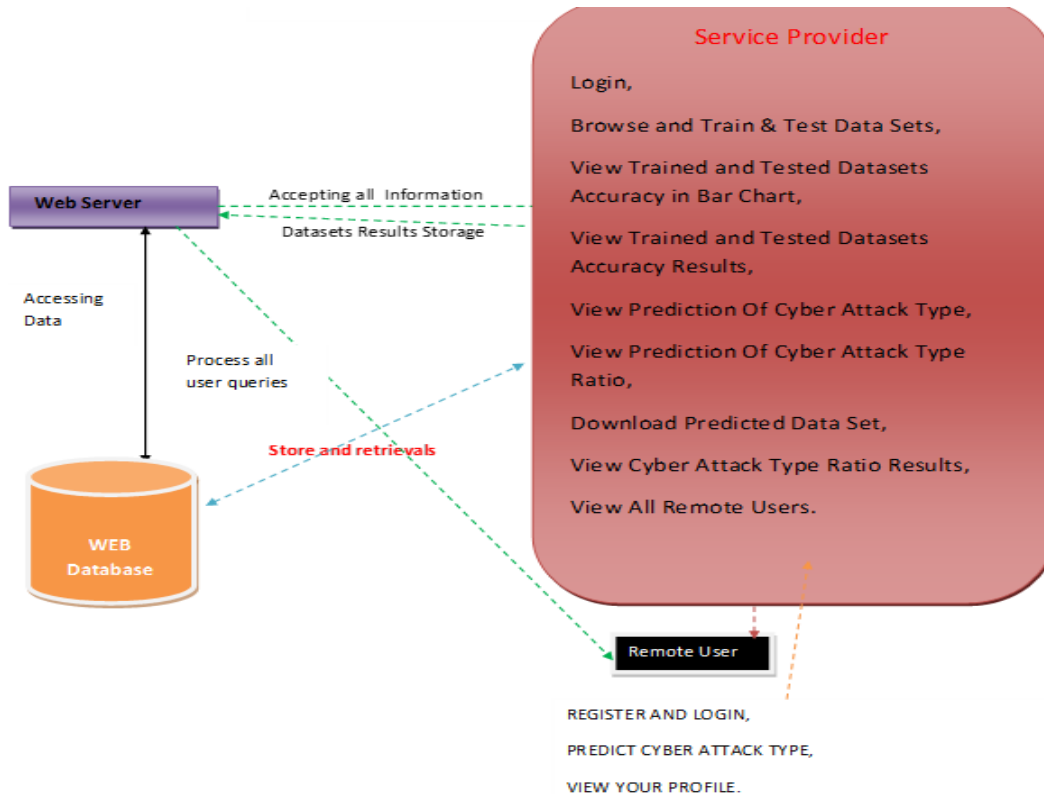 Service Provider
Login,
Browse and Train & Test Data Sets,
View Trained and Tested Datasets
Accuracy in Bar Chart,
View Trained and Tested Datasets
Accuracy Results,
View Prediction Of Cyber Attack Type,
View Prediction Of Cyber Attack Type
Ratio,
Download Predicted Data Set,
View Cyber Attack Type Ratio Results,
View All Remote Users.
Web Server
Accepting all Information
Datasets Results Storage
Accessing
Data
Process all
user queries
Store and retrievals
WEB
Database
Remote User
REGISTER AND LOGIN,
PREDICT CYBER ATTACK TYPE,
VIEW YOUR PROFILE.